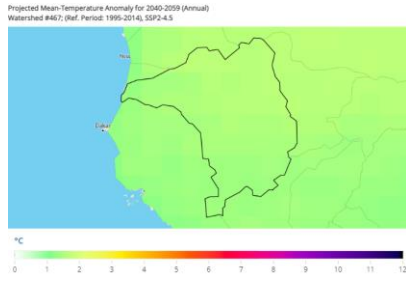 Projected Mean-Temperature Anomaly for 2040-2059 (Annual)
Watershed #467; (Ref. Period: 1995-2014), SSP2-4.5
Dakar
°C
0 1 2 3 4 5 6 7 8 9 10 11 12